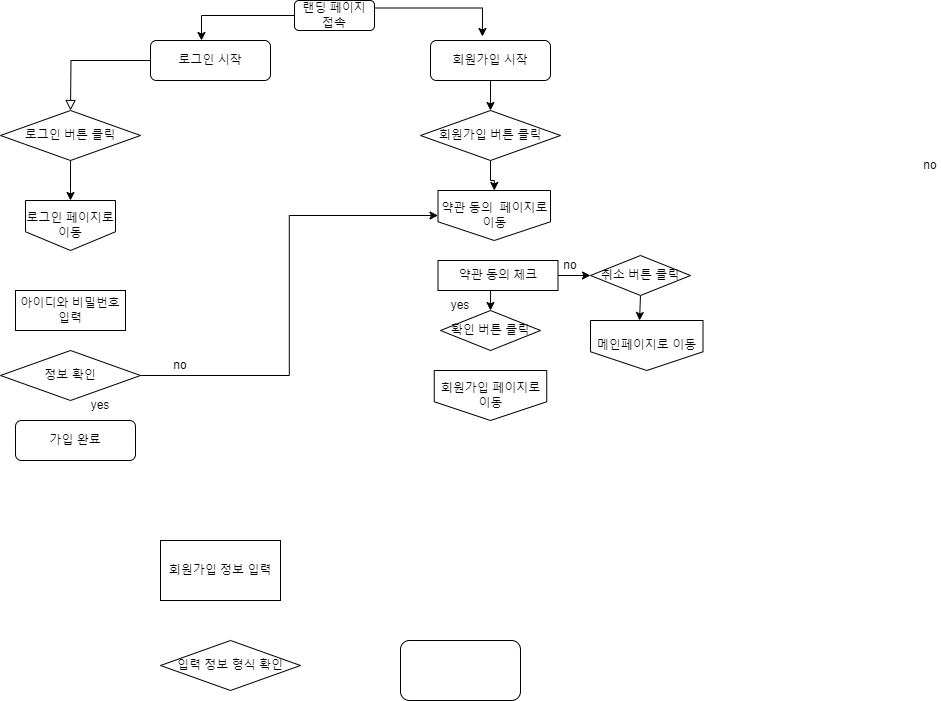 랜딩 페이지
접속
로그인 시작
회원가입 시작
로그인 버튼 클릭
회원가입 버튼 클릭
no
로그인 페이지로
이동
약관 동의  페이지로
이동
약관 동의 체크
no
취소 버튼 클릭
아이디와 비밀번호
입력
yes
확인 버튼 클릭
메인페이지로 이동
정보 확인
no
회원가입 페이지로
이동
yes
가입 완료
회원가입 정보 입력
입력 정보 형식 확인